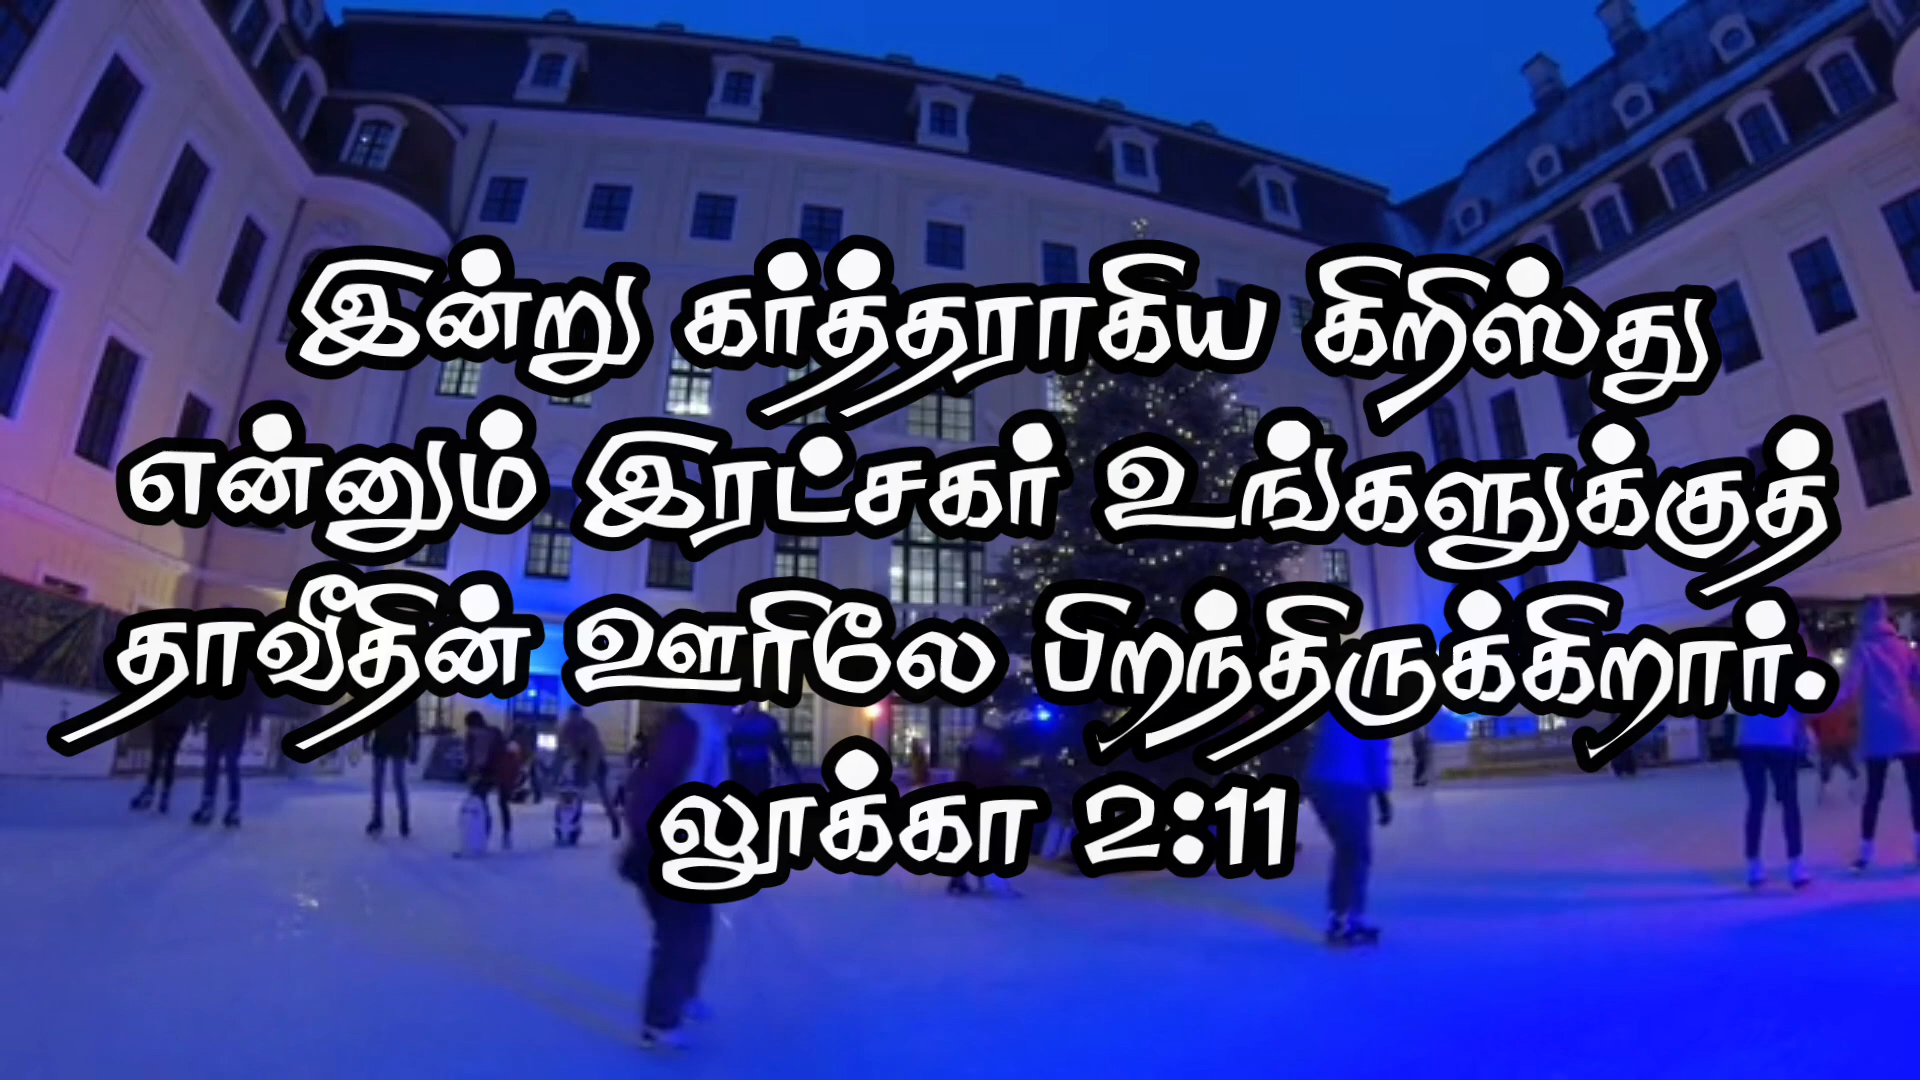 இன்று கர்த்தராகிய கிறிஸ்து
என்னும் இரட்சகர் உங்களுக்குத்
தாவீதின் ஊரிலே பிறந்திருக்கிறார்.
லூக்கா 2:11